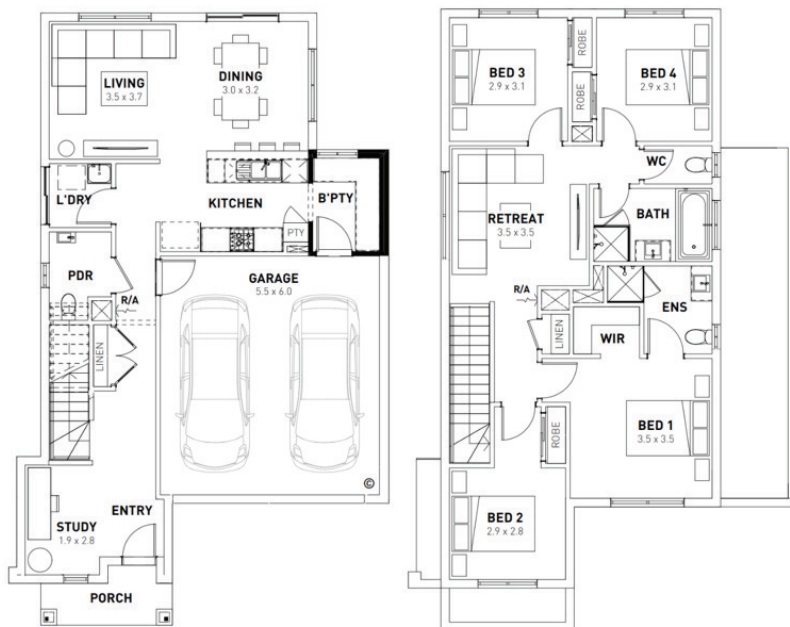 LIVING
3.5 x 3.7
DINING
3.0 x 3.2
L'DRY
KITCHEN
B'PTY
PTY
PDR
R/A
GARAGE
5.5 x 6.0
LINEN
©
ENTRY
STUDY
1.9 x 2.8
PORCH
BED 3
2.9 x 3.1
ROBE
ROBE
BED 4
2.9 x 3.1
WC
RETREAT
3.5 x 3.5
BATH
R/A
ENS
LINEN
WIR
BED 1
3.5 x 3.5
ROBE
BED 2
2.9 x 2.8